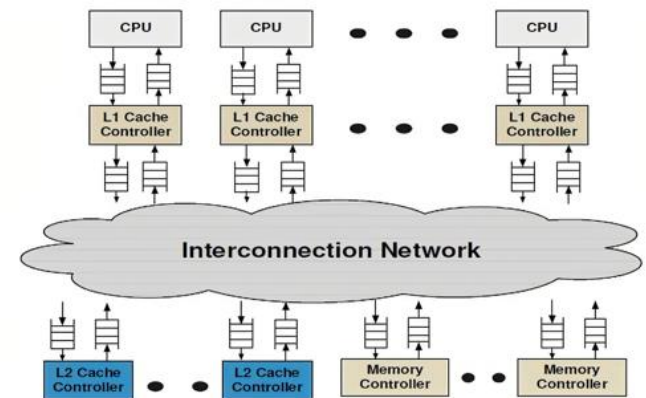 CPU
CPU
CPU
L1 Cache
Controller
L1 Cache
Controller
L1 Cache
Controller
Interconnection Network
L2 Cache
Controller
L2 Cache
Controller
Memory
Controller
Memory
Controller